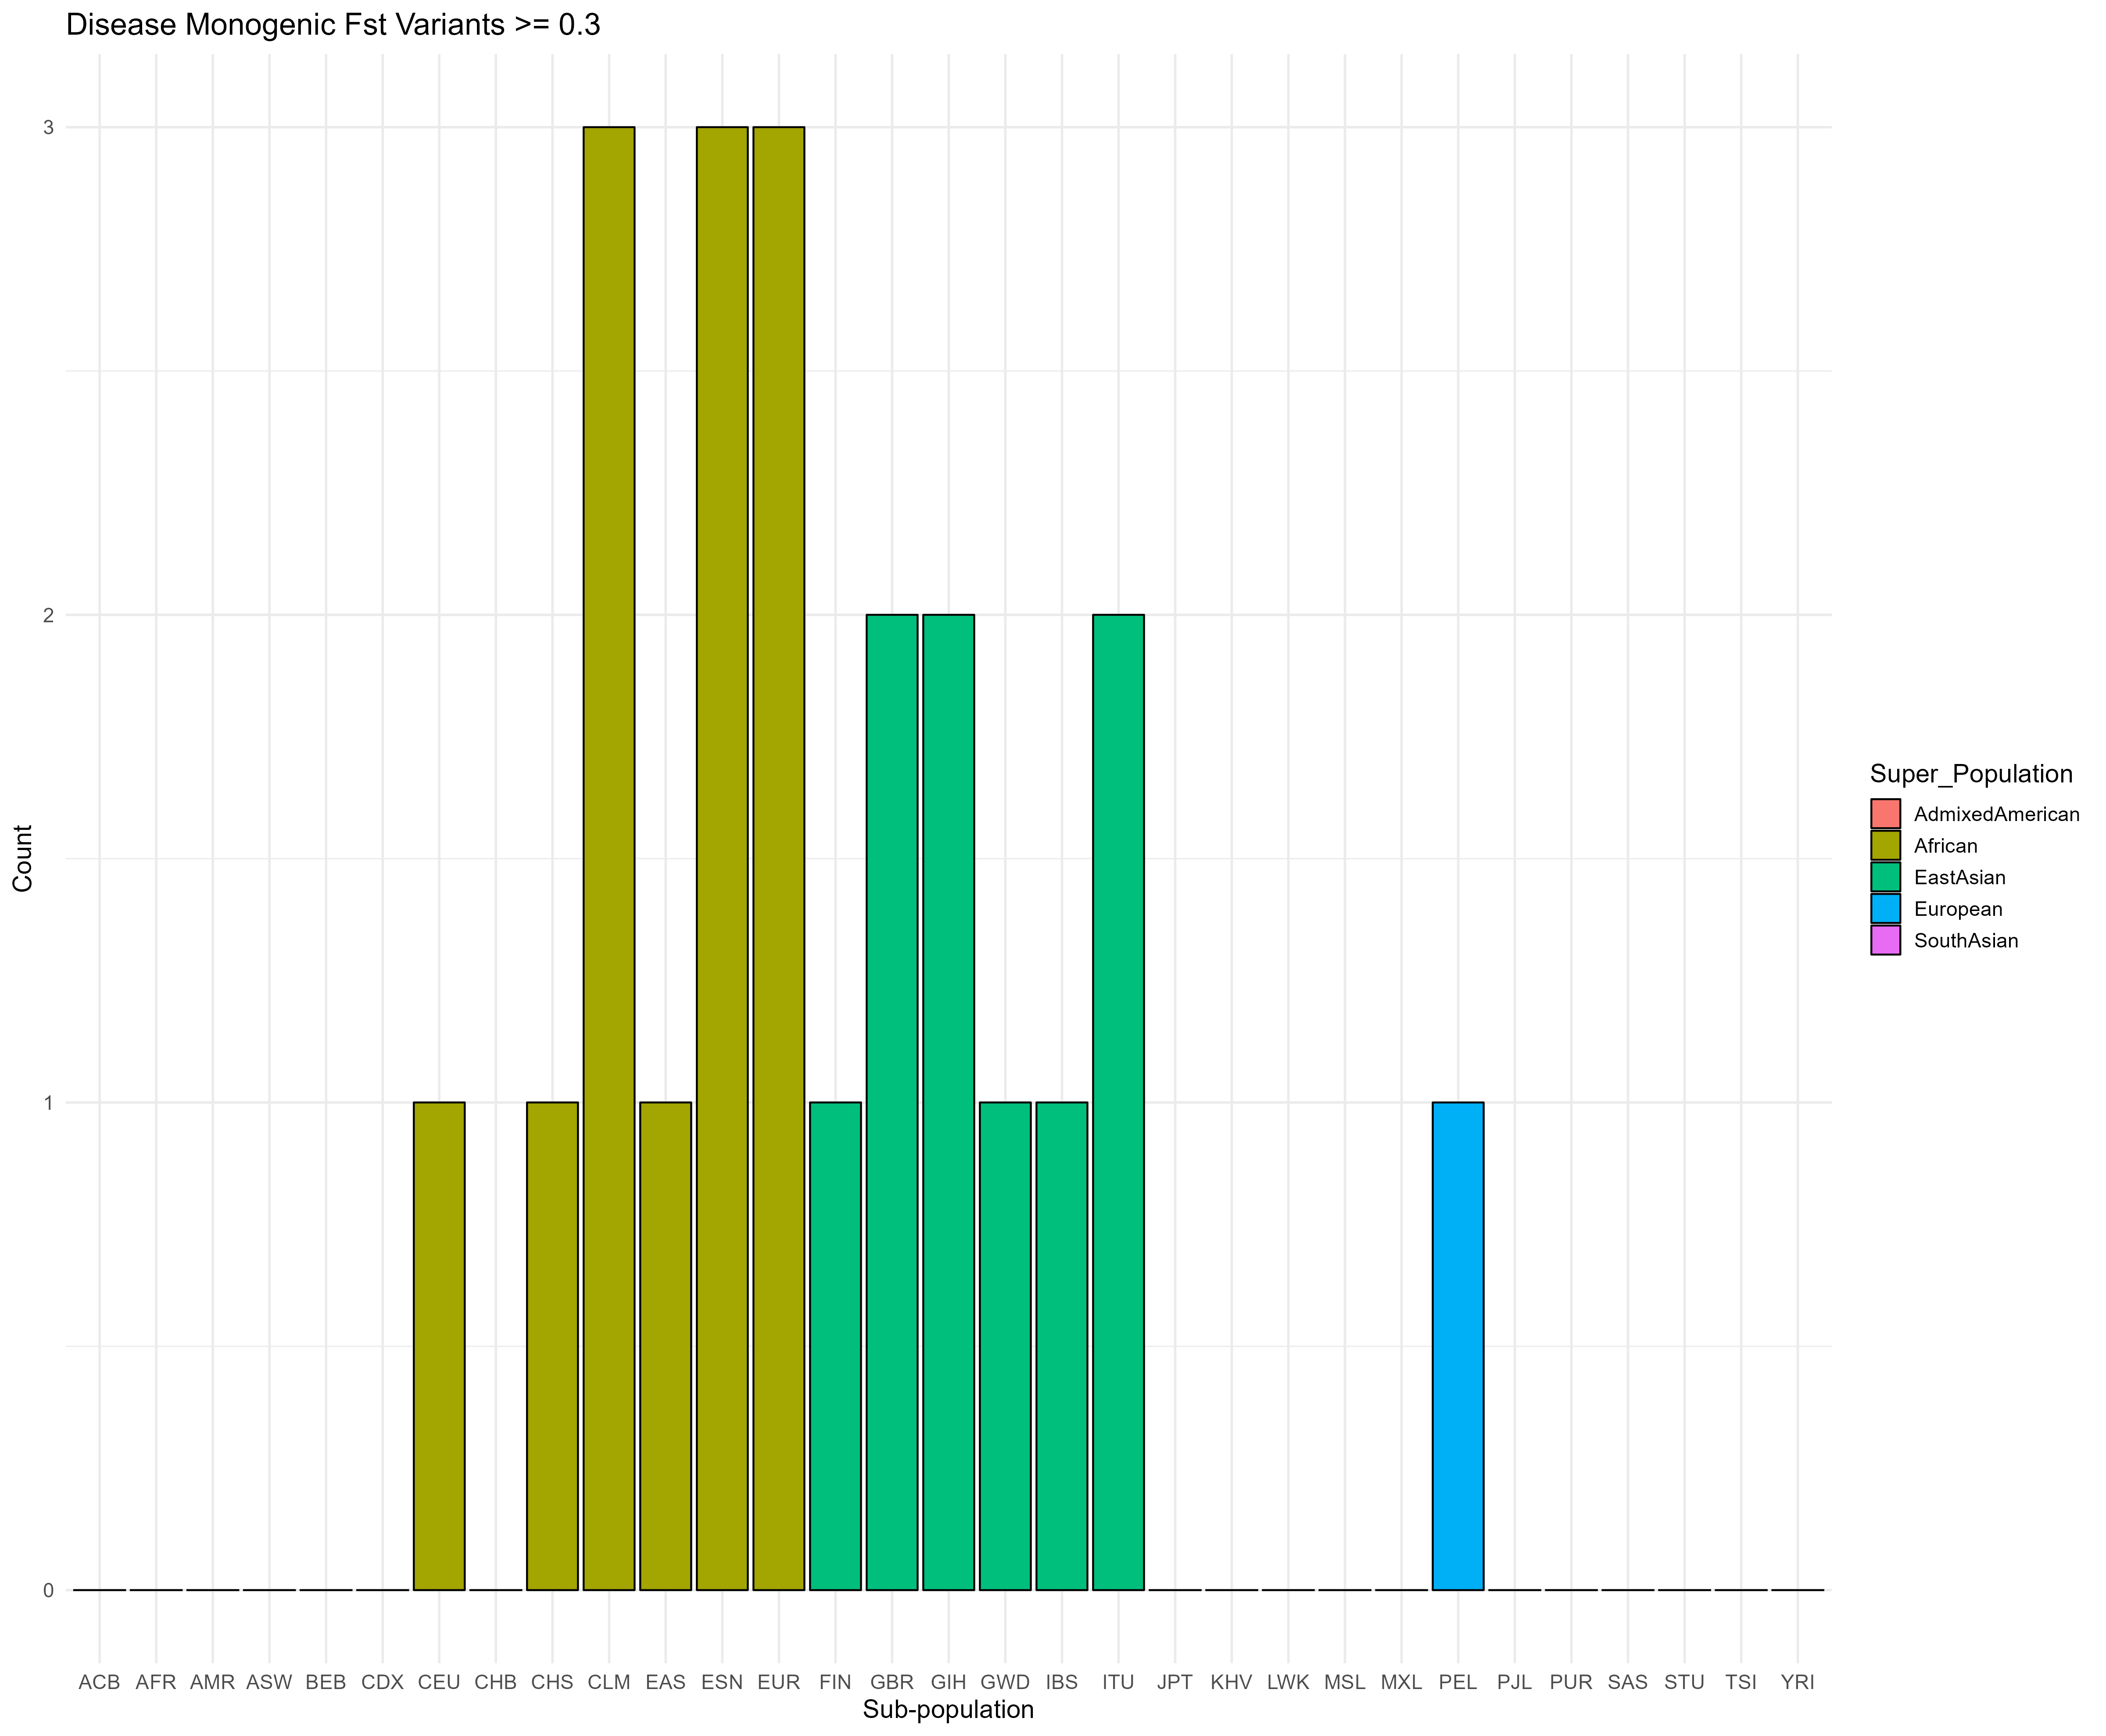 Disease Monogenic Fst Variants >= 0.3
3
2
1
0
Count
ACB AFR AMR ASW BEB CDX CEU CHB CHS CLM EAS ESN EUR FIN GBR GIH GWD IBS ITU JPT KHV LWK MSL MXL PEL PJL PUR SAS STU TSI YRI
Sub-population
Super_Population
AdmixedAmerican
African
EastAsian
European
SouthAsian